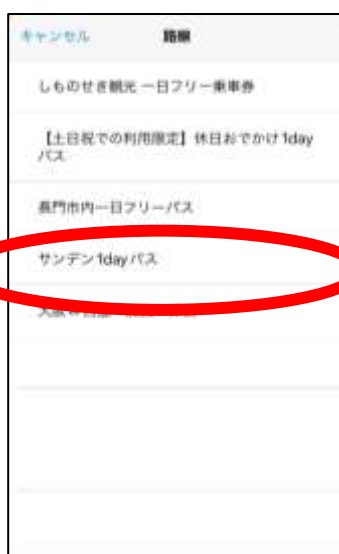 キャンセル 路線
しものせき観光 一日フリー乗車券
【土日祝での利用限定】休日おでかけ1day
パス
長門市内一日フリーパス
サンデン1dayパス